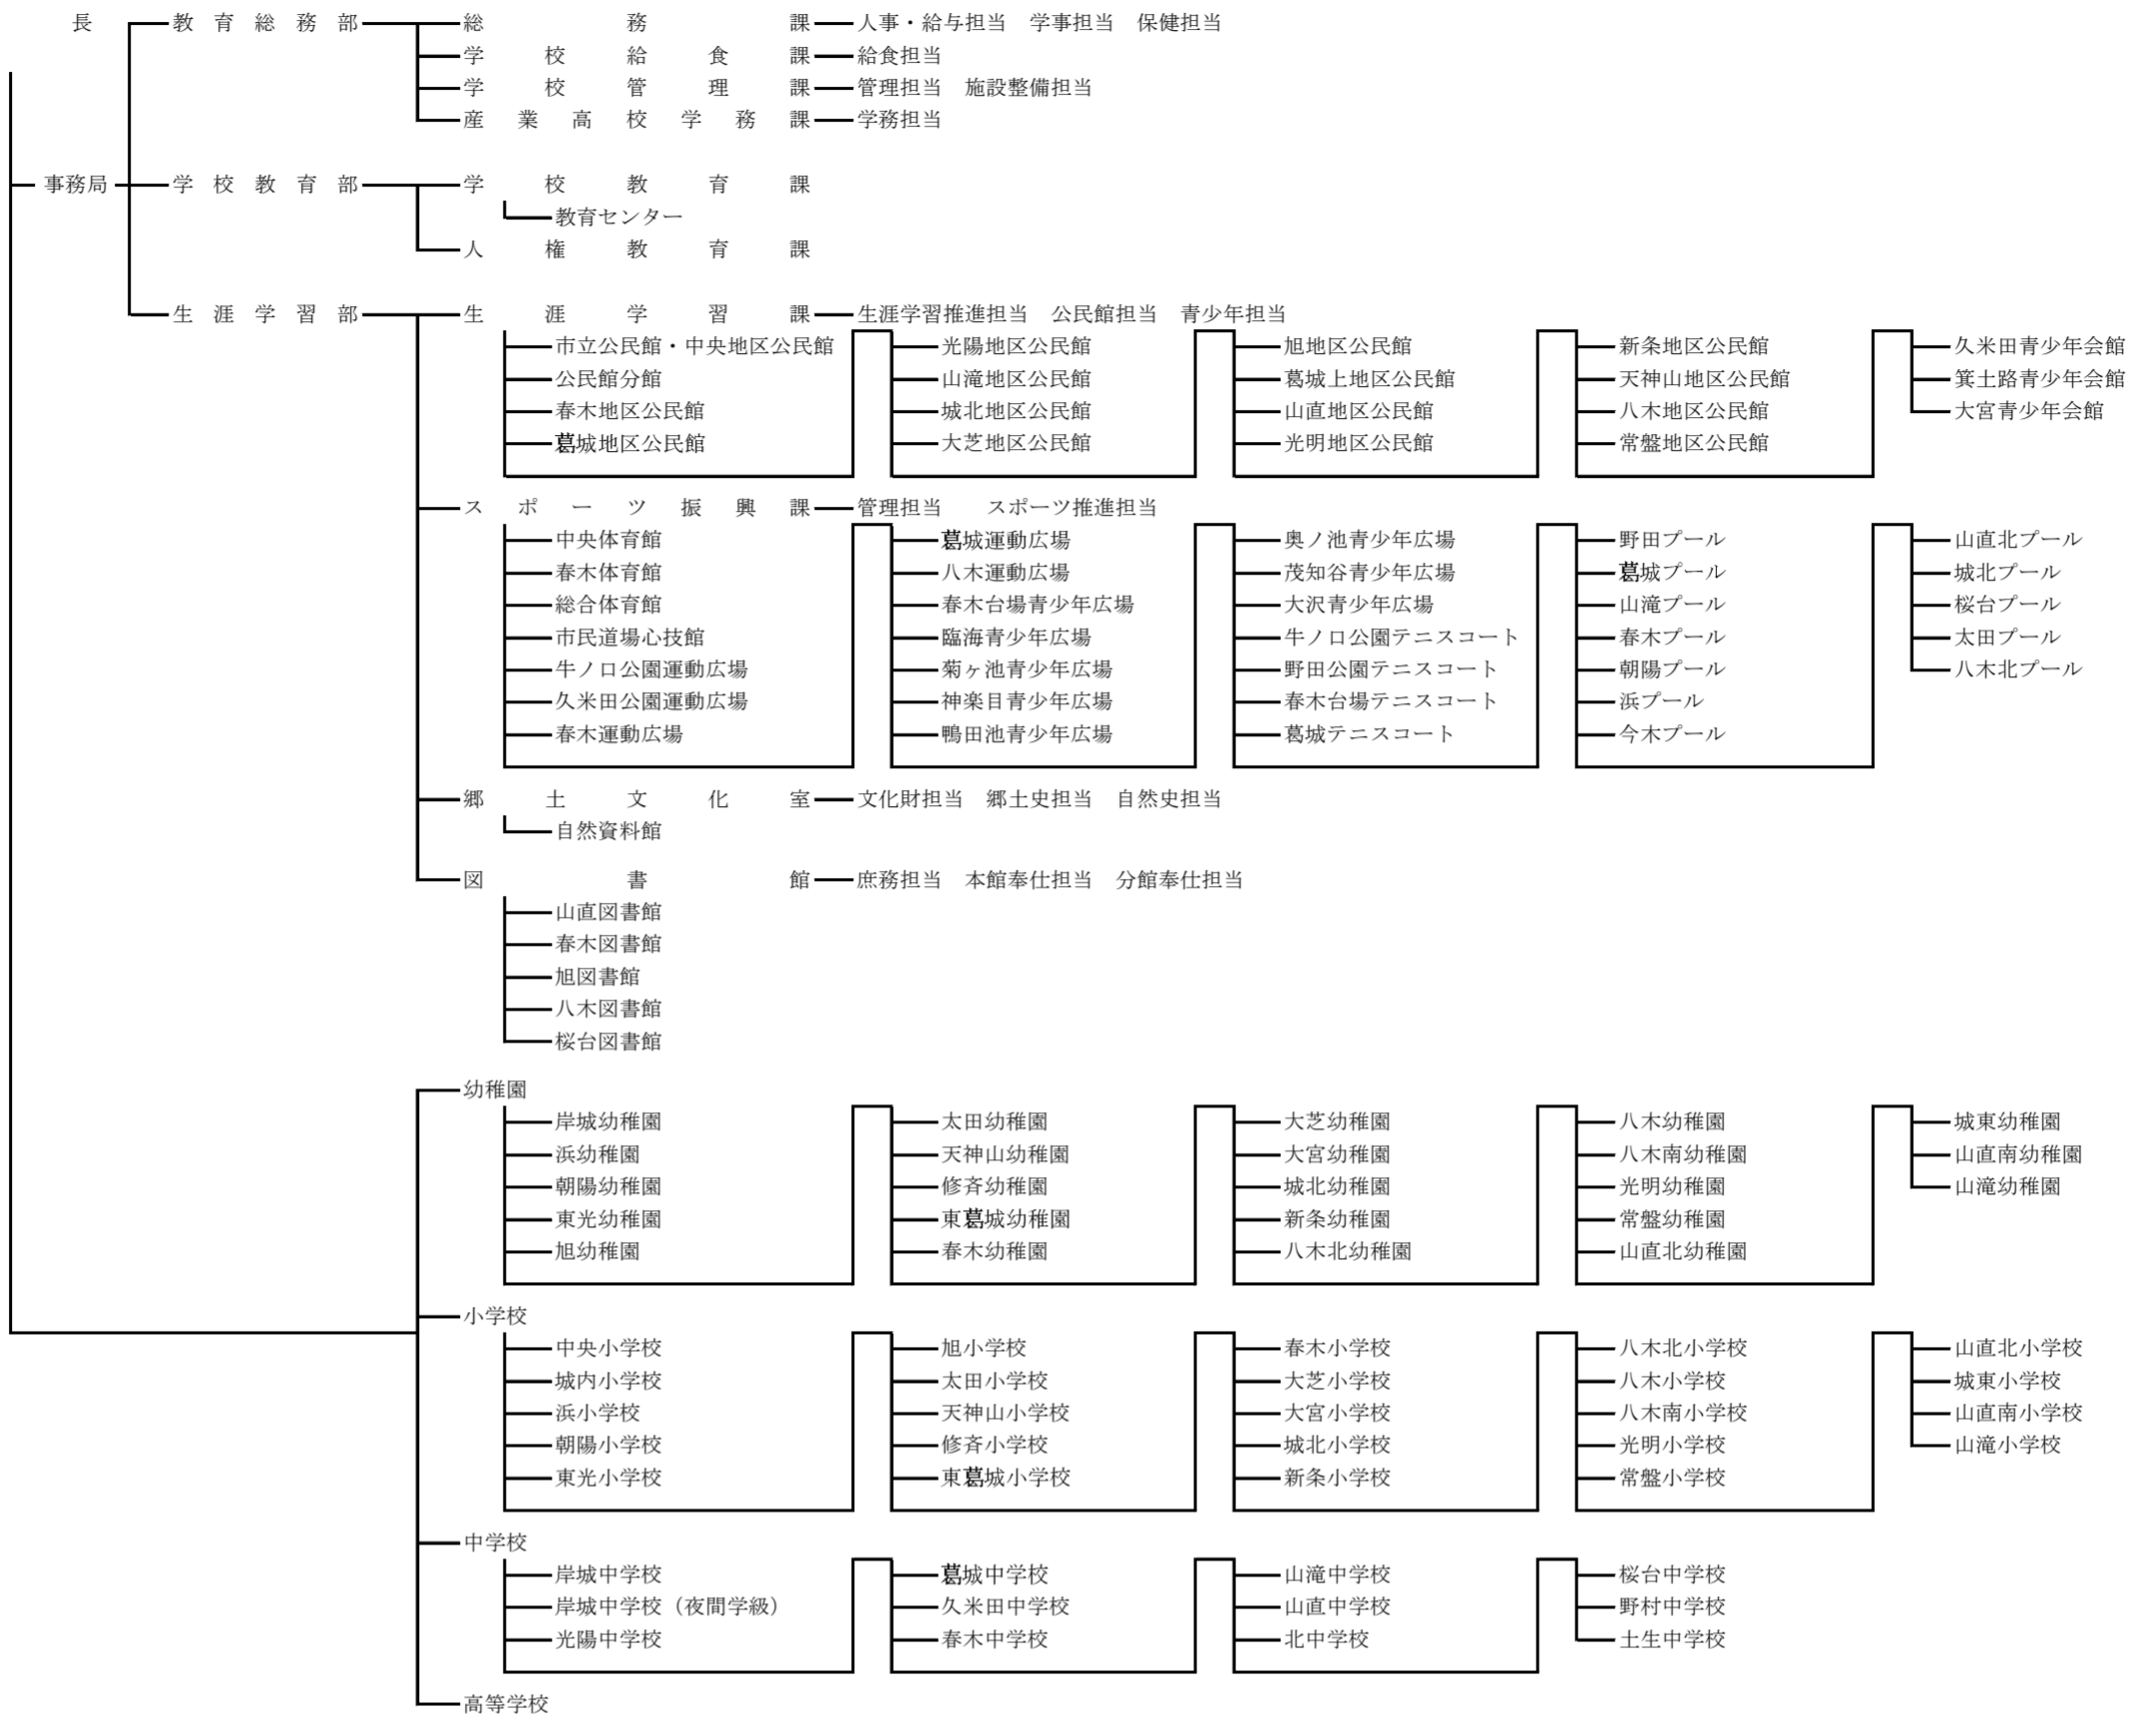 長 教育総務部 総務課 人事・給与担当 学事担当 保健担当
学校給食課 給食担当
学校管理課 管理担当 施設整備担当
産業高校学務課 学務担当
事務局 学校教育部 学校教育課
教育センター
人権教育課
生涯学習部 生涯学習課 生涯学習推進担当 公民館担当 青少年担当
市立公民館・中央地区公民館 光陽地区公民館 旭地区公民館 新条地区公民館 久米田青少年会館
公民館分館 山滝地区公民館 葛城上地区公民館 天神山地区公民館 箕土路青少年会館
春木地区公民館 城北地区公民館 山直地区公民館 八木地区公民館 大宮青少年会館
葛城地区公民館 大芝地区公民館 光明地区公民館 常盤地区公民館
スポーツ振興課 管理担当 スポーツ推進担当
中央体育館 葛城運動広場 奥ノ池青少年広場 野田プール 山直北プール
春木体育館 八木運動広場 茂知谷青少年広場 葛城プール 城北プール
総合体育館 春木台場青少年広場 大沢青少年広場 山滝プール 桜台プール
市民道場心技館 臨海青少年広場 牛ノ口公園テニスコート 春木プール 太田プール
牛ノ口公園運動広場 菊ヶ池青少年広場 野田公園テニスコート 朝陽プール 八木北プール
久米田公園運動広場 神楽目青少年広場 春木台場テニスコート 浜プール
春木運動広場 鴨田池青少年広場 葛城テニスコート 今木プール
郷土文化室 文化財担当 郷土史担当 自然史担当
自然資料館
図書館 庶務担当 本館奉仕担当 分館奉仕担当
山直図書館
春木図書館
旭図書館
八木図書館
桜台図書館
幼稚園
岸城幼稚園 太田幼稚園 大芝幼稚園 八木幼稚園 城東幼稚園
浜幼稚園 天神山幼稚園 大宮幼稚園 八木南幼稚園 山直南幼稚園
朝陽幼稚園 修斉幼稚園 城北幼稚園 光明幼稚園 山滝幼稚園
東光幼稚園 東葛城幼稚園 新条幼稚園 常盤幼稚園
旭幼稚園 春木幼稚園 八木北幼稚園 山直北幼稚園
小学校
中央小学校 旭小学校 春木小学校 八木北小学校 山直北小学校
城内小学校 太田小学校 大芝小学校 八木小学校 城東小学校
浜小学校 天神山小学校 大宮小学校 八木南小学校 山直南小学校
朝陽小学校 修斉小学校 城北小学校 光明小学校 山滝小学校
東光小学校 東葛城小学校 新条小学校 常盤小学校
中学校
岸城中学校 葛城中学校 山滝中学校 桜台中学校
岸城中学校（夜間学級） 久米田中学校 山直中学校 野村中学校
光陽中学校 春木中学校 北中学校 土生中学校
高等学校